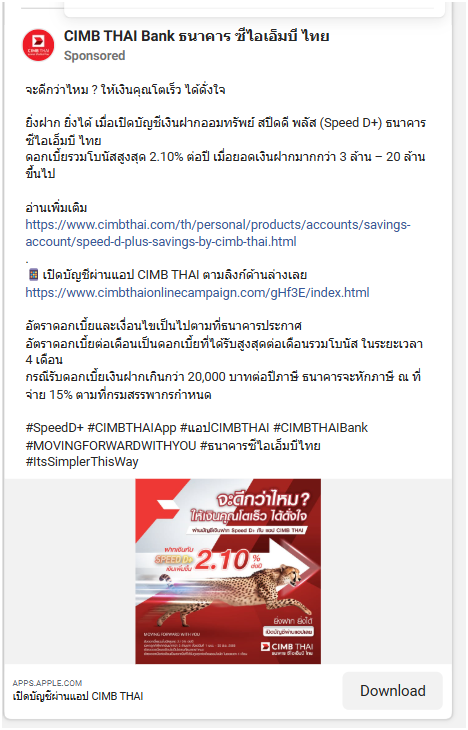 CIMB THAI Bank ธนาคาร ซีไอเอ็มบี ไทย
Sponsored
จะดีกว่าไหม ? ให้เงินคุณโตเร็ว ได้ดั่งใจ
ยิ่งฝาก ยิ่งได้ เมื่อเปิดบัญชีเงินฝากออมทรัพย์ สปีดดี พลัส (Speed D+) ธนาคาร
ซีไอเอ็มบี ไทย
ดอกเบี้ยรวมโบนัสสูงสุด 2.10% ต่อปี เมื่อยอดเงินฝากมากกว่า 3 ล้าน – 20 ล้าน
ขึ้นไป
อ่านเพิ่มเติม
https://www.cimbthai.com/th/personal/products/accounts/savings-
account/speed-d-plus-savings-by-cimb-thai.html
.
เปิดบัญชีผ่านแอป CIMB THAI ตามลิงก์ด้านล่างเลย
https://www.cimbthaionlinecampaign.com/gHf3E/index.html
อัตราดอกเบี้ยและเงื่อนไขเป็นไปตามที่ธนาคารประกาศ
อัตราดอกเบี้ยต่อเดือนเป็นดอกเบี้ยที่ได้รับสูงสุดต่อเดือนรวมโบนัส ในระยะเวลา
4 เดือน
กรณีรับดอกเบี้ยเงินฝากเกินกว่า 20,000 บาทต่อปีภาษี ธนาคารจะหักภาษี ณ ที่
จ่าย 15% ตามที่กรมสรรพากรกำหนด
#SpeedD+ #CIMBTHAIApp #แอปCIMBTHAI #CIMBTHAIBank
#MOVINGFORWARDWITHYOU #ธนาคารซีไอเอ็มบีไทย
#ItsSimplerThisWay
จะดีกว่าไหม?
ให้เงินคุณโตเร็ว ได้ดั่งใจ
ผ่านบัญชีเงินฝาก Speed D+ กับ แอป CIMB THAI
ฝากเงินกับ
SPEED D+
2.10%
ต่อปี
ยิ่งฝาก ยิ่งได้
เปิดบัญชีผ่านแอปเลย
MOVING FORWARD WITH YOU
CIMB THAI
ธนาคาร ซีไอเอ็มบี ไทย
APPS.APPLE.COM
เปิดบัญชีผ่านแอป CIMB THAI
Download